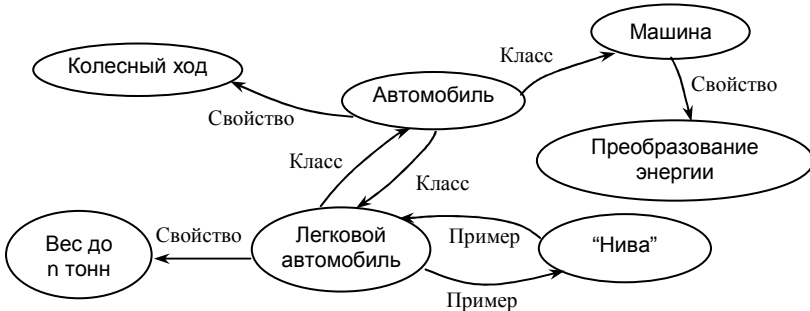 Машина
Класс
Колесный ход
Автомобиль
Свойство
Свойство
Преобразование
энергии
Класс
Класс
Вес до
n тонн
Свойство
Легковой
автомобиль
Пример
“Нива”
Пример